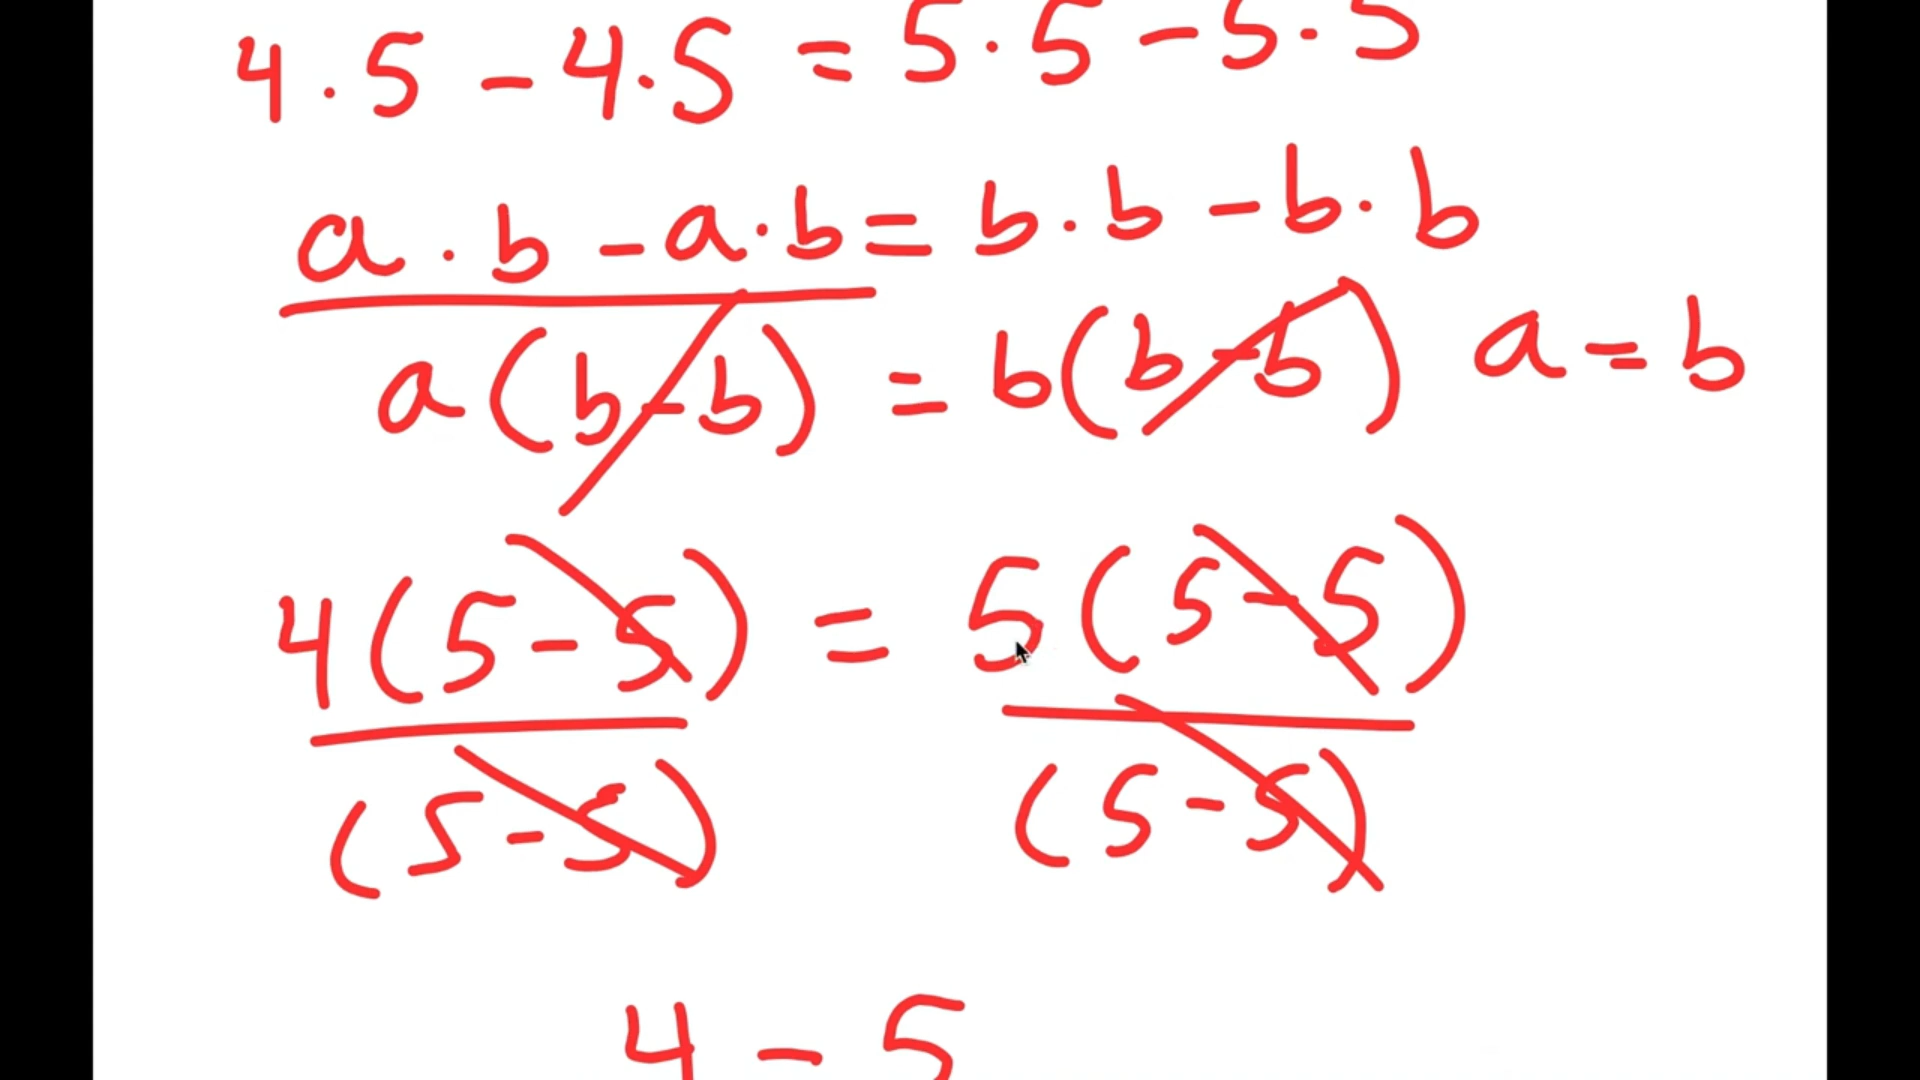 4 · 5 - 4 · 5 = 5 · 5 - 5 · 5
a · b - a · b = b · b - b · b
a(b-b) = b(b-b) a = b
4(5-5) = 5(5-5)
(5-5) (5-5)
4 - 5